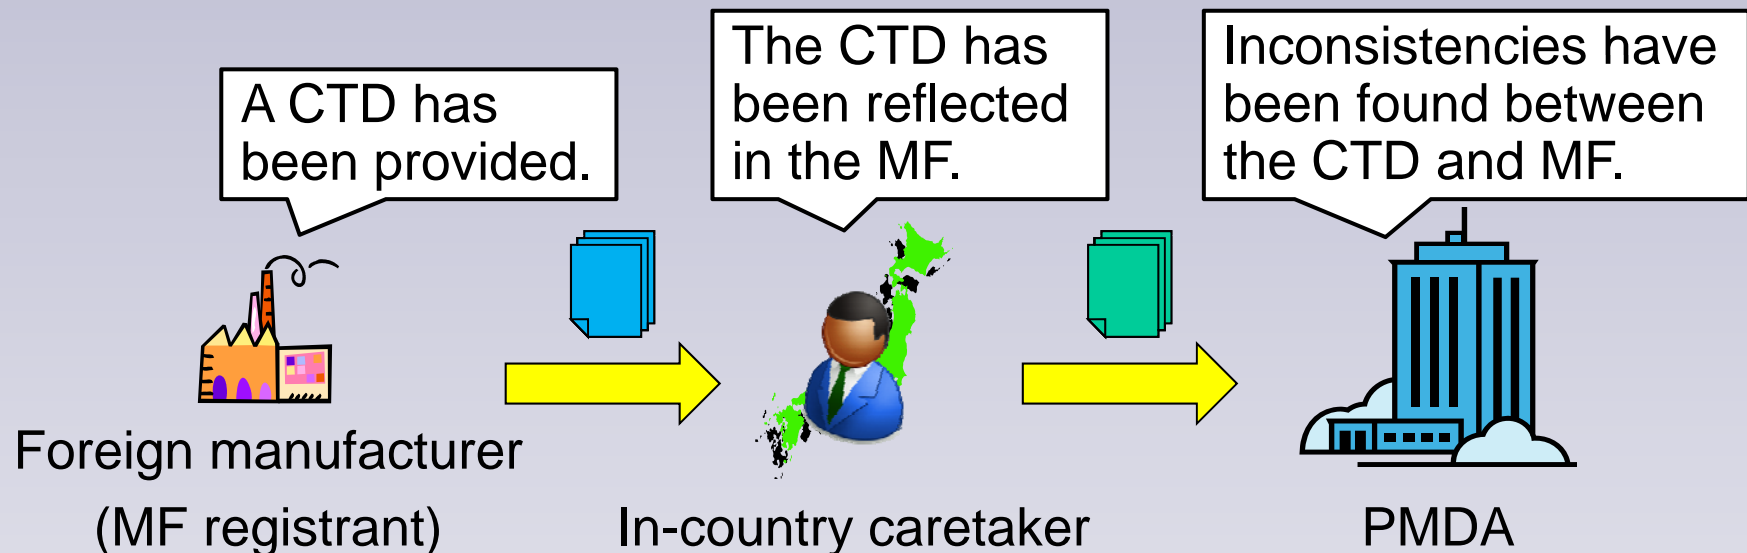 A CTD has
been provided.
The CTD has
been reflected
in the MF.
Inconsistencies have
been found between
the CTD and MF.
Foreign manufacturer
(MF registrant)
In-country caretaker
PMDA